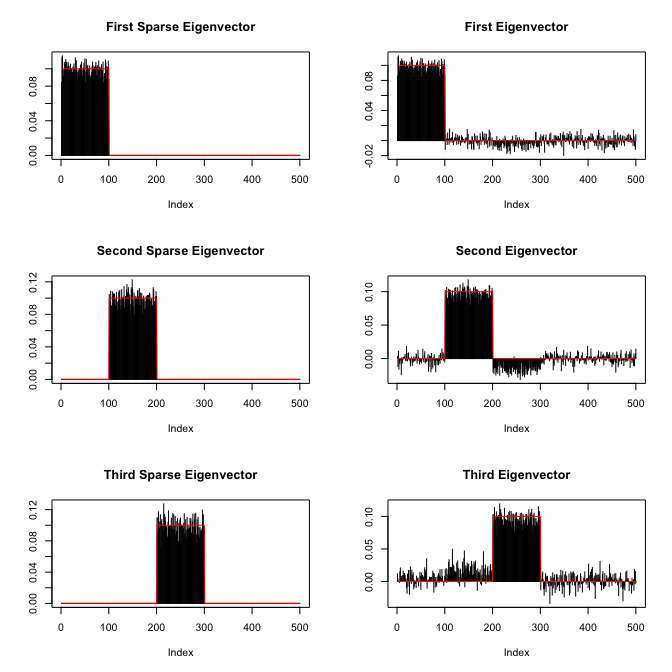 First Sparse Eigenvector
0.00 0.04 0.08
0 100 200 300 400 500
Index
First Eigenvector
-0.02 0.04 0.08
0 100 200 300 400 500
Index
Second Sparse Eigenvector
0.00 0.04 0.08 0.12
0 100 200 300 400 500
Index
Second Eigenvector
0.00 0.05 0.10
0 100 200 300 400 500
Index
Third Sparse Eigenvector
0.00 0.04 0.08 0.12
0 100 200 300 400 500
Index
Third Eigenvector
0.00 0.05 0.10
0 100 200 300 400 500
Index